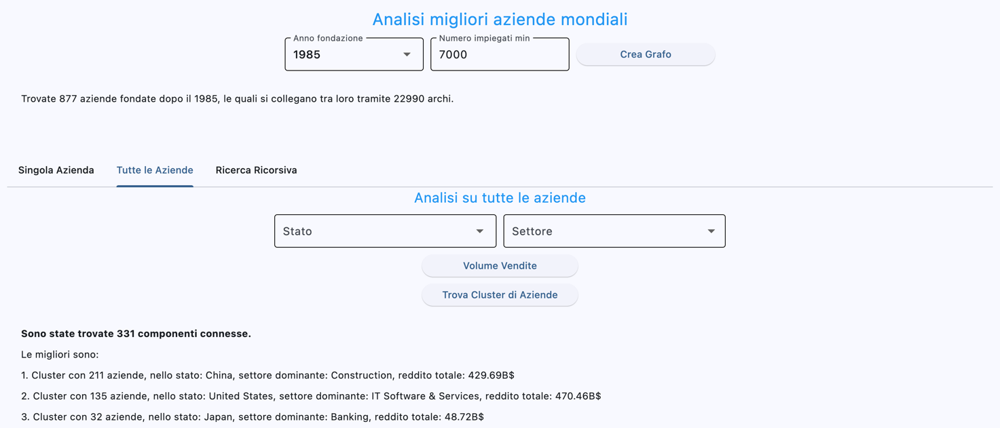 Analisi migliori aziende mondiali
Anno fondazione
1985
Numero impiegati min
7000
Crea Grafo
Trovate 877 aziende fondate dopo il 1985, le quali si collegano tra loro tramite 22990 archi.
Singola Azienda
Tutte le Aziende
Ricerca Ricorsiva
Analisi su tutte le aziende
Stato
Settore
Volume Vendite
Trova Cluster di Aziende
Sono state trovate 331 componenti connesse.
Le migliori sono:
1. Cluster con 211 aziende, nello stato: China, settore dominante: Construction, reddito totale: 429.69B$
2. Cluster con 135 aziende, nello stato: United States, settore dominante: IT Software & Services, reddito totale: 470.46B$
3. Cluster con 32 aziende, nello stato: Japan, settore dominante: Banking, reddito totale: 48.72B$